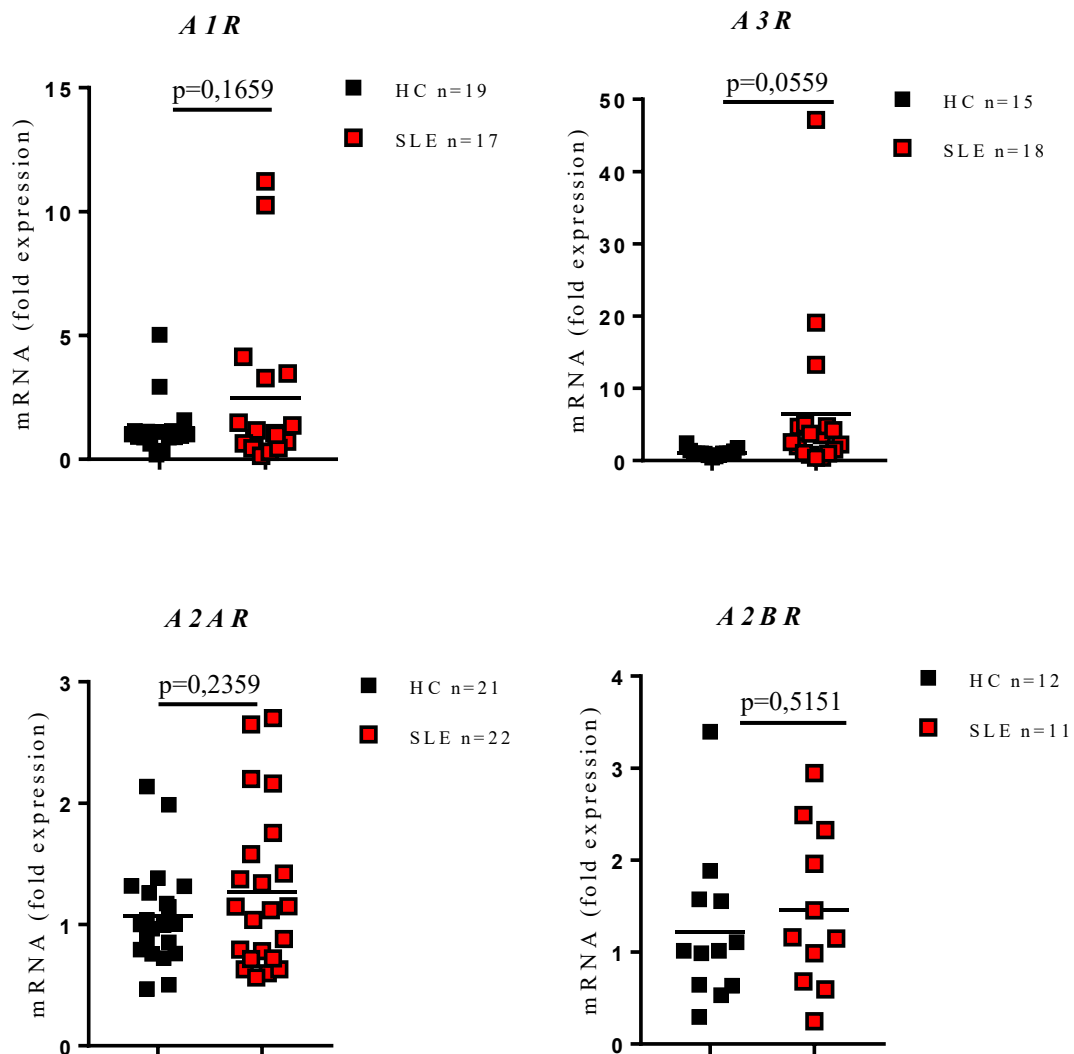 A1R
p=0,1659
HC n=19
SLE n=17
mRNA (fold expression)
15
10
5
0
A3R
p=0,0559
HC n=15
SLE n=18
mRNA (fold expression)
50
40
30
20
10
0
A2AR
p=0,2359
HC n=21
SLE n=22
mRNA (fold expression)
3
2
1
0
A2BR
p=0,5151
HC n=12
SLE n=11
mRNA (fold expression)
4
3
2
1
0